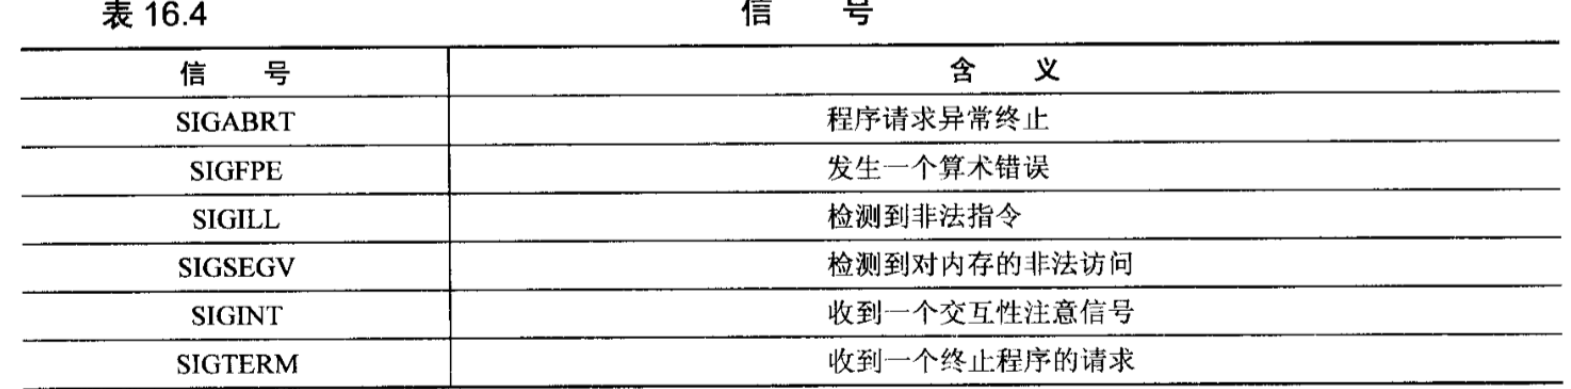 表 16.4 信 号
信 号 含 义
SIGABRT 程序请求异常终止
SIGFPE 发生一个算术错误
SIGILL 检测到非法指令
SIGSEGV 检测到对内存的非法访问
SIGINT 收到一个交互性注意信号
SIGTERM 收到一个终止程序的请求